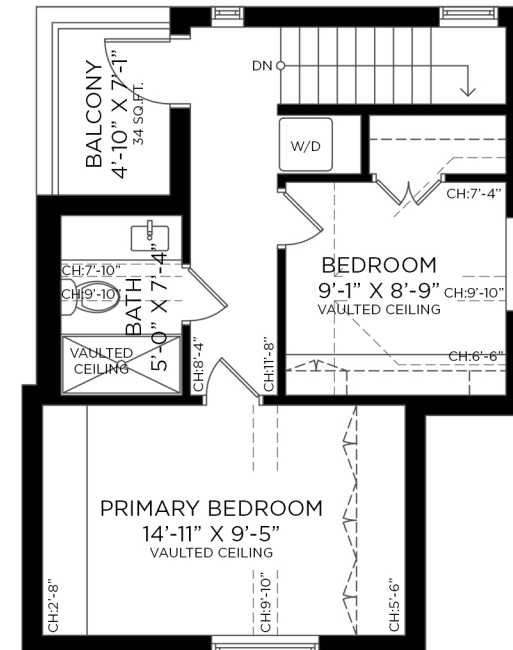 DN
BALCONY
4'-10" X 7'-1"
34 SQ.FT.
W/D
CH:7'-4"
BEDROOM
9'-1" X 8'-9"
VAULTED CEILING
CH:9'-10"
CH:6'-6"
CH:7'-10"
CH:9'-10"
BATH
5'-0" X 7'-4"
VAULTED
CEILING
CH:8'-4"
CH:11'-8"
PRIMARY BEDROOM
14'-11" X 9'-5"
VAULTED CEILING
CH:2'-8"
CH:9'-10"
CH:5'-6"